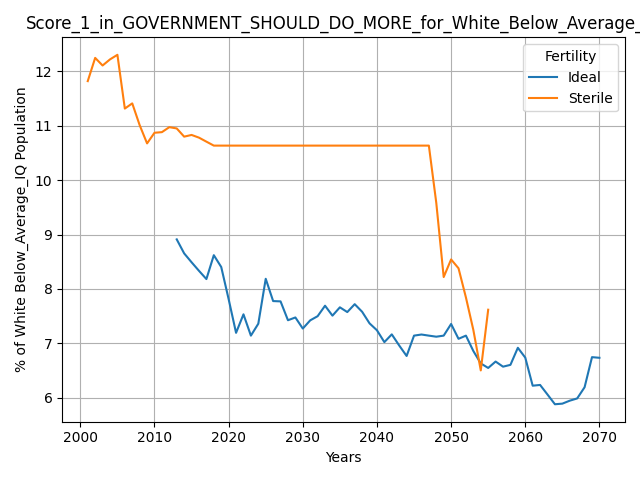 Score_1_in_GOVERNMENT_SHOULD_DO_MORE_for_White_Below_Average_
Fertility
Ideal
Sterile
% of White Below_Average_IQ Population
12
11
10
9
8
7
6
2000 2010 2020 2030 2040 2050 2060 2070
Years